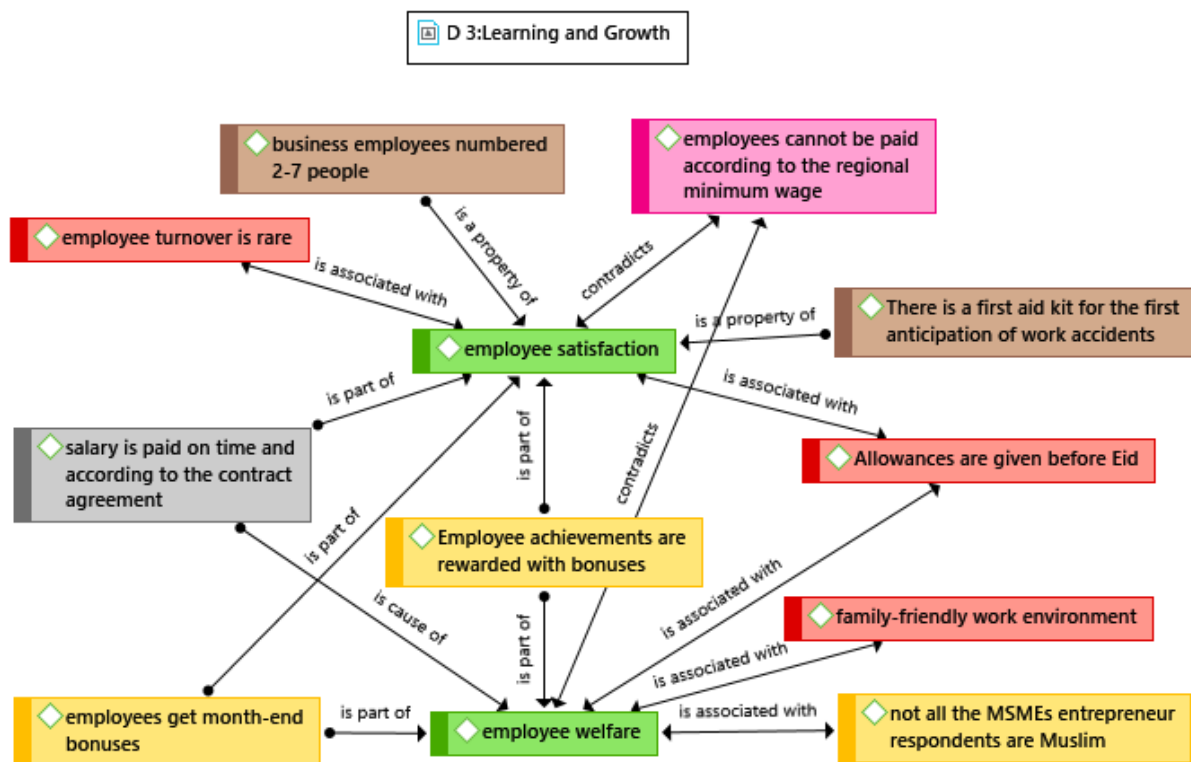 D 3:Learning and Growth
business employees numbered
2-7 people
employees cannot be paid
according to the regional
minimum wage
employee turnover is rare
is associated with
is a property of
contradicts
There is a first aid kit for the first
anticipation of work accidents
is a property of
employee satisfaction
is part of
is associated with
salary is paid on time and
according to the contract
agreement
is part of
contradicts
Allowances are given before Eid
is part of
Employee achievements are
rewarded with bonuses
is cause of
is part of
is associated with
family-friendly work environment
is associated with
employees get month-end
bonuses
is part of
employee welfare
is associated with
not all the MSMEs entrepreneur
respondents are Muslim